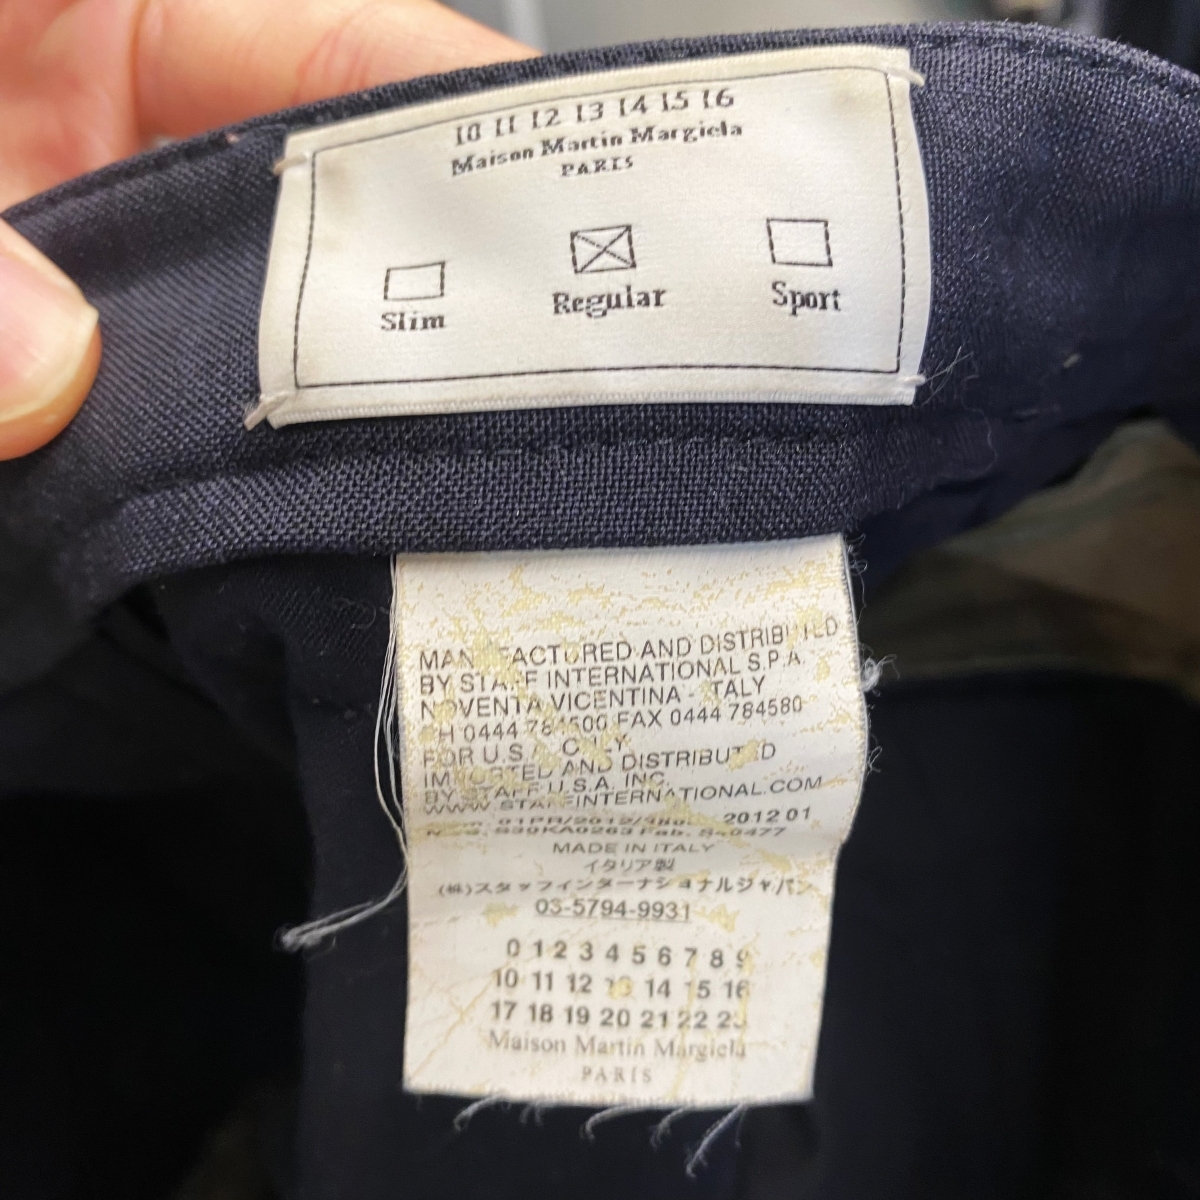 10 11 12 13 14 15 16
Maison Martin Margiela
PARIS
Slim
Regular
Sport
MANUFACTURED AND DISTRIBUTED
BY STAFF INTERNATIONAL S.P.A
NOVENTA VICENTINA - ITALY
PH 0444 784500 FAX 0444 784580
FOR U.S.A. ONLY
IMPORTED AND DISTRIBUTED
BY STAFF U.S.A. INC.
WWW.STAFFINTERNATIONAL.COM
2012 01
MADE IN ITALY
イタリア製
(株)スタッフインターナショナルジャパン
03-5794-9931
0 1 2 3 4 5 6 7 8 9
10 11 12 13 14 15 16
17 18 19 20 21 22 23
Maison Martin Margiela
PARIS